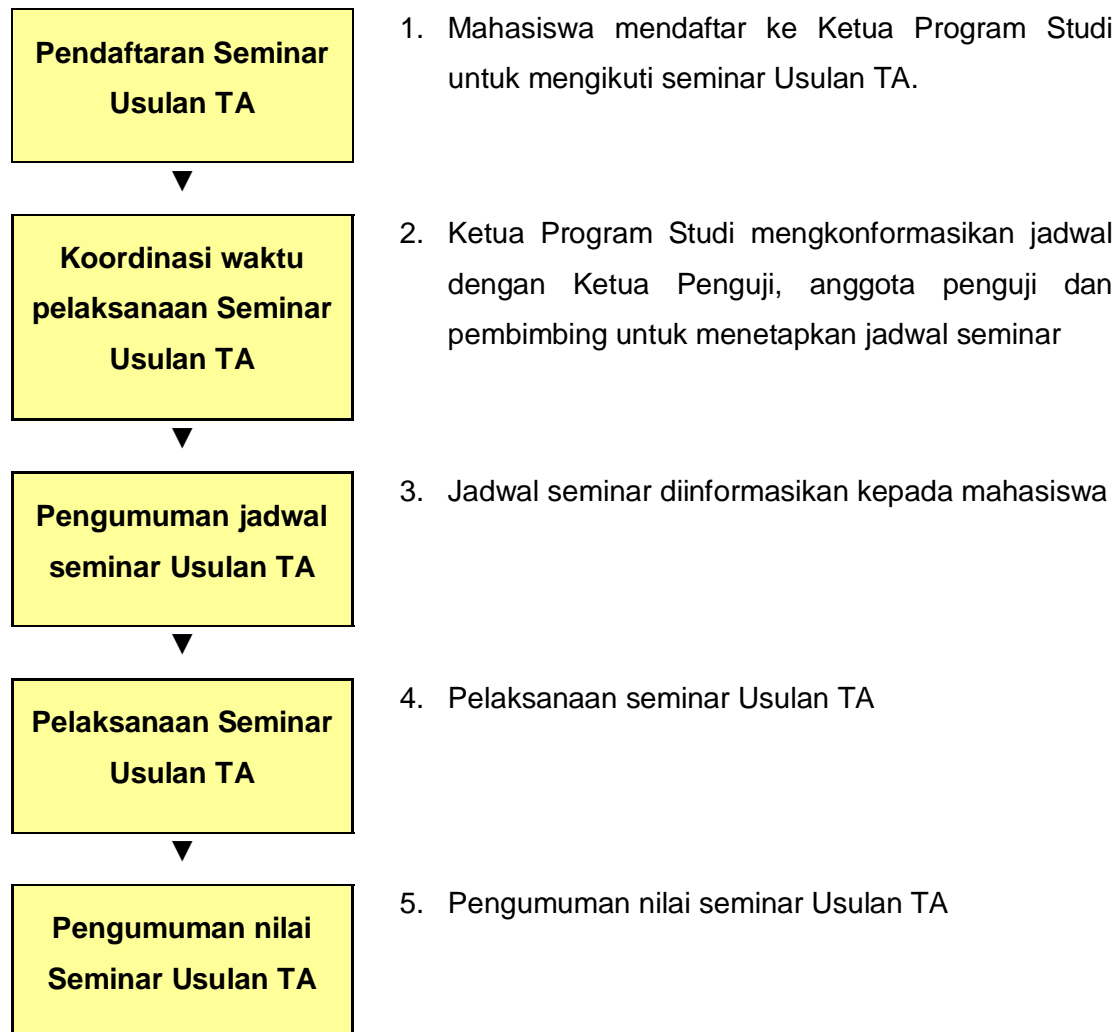 Pendaftaran Seminar
Usulan TA
1. Mahasiswa mendaftar ke Ketua Program Studi
untuk mengikuti seminar Usulan TA.
▼
Koordinasi waktu
pelaksanaan Seminar
Usulan TA
2. Ketua Program Studi mengkonformasikan jadwal
dengan Ketua Penguji, anggota penguji dan
pembimbing untuk menetapkan jadwal seminar
▼
Pengumuman jadwal
seminar Usulan TA
3. Jadwal seminar diinformasikan kepada mahasiswa
▼
Pelaksanaan Seminar
Usulan TA
4. Pelaksanaan seminar Usulan TA
▼
Pengumuman nilai
Seminar Usulan TA
5. Pengumuman nilai seminar Usulan TA